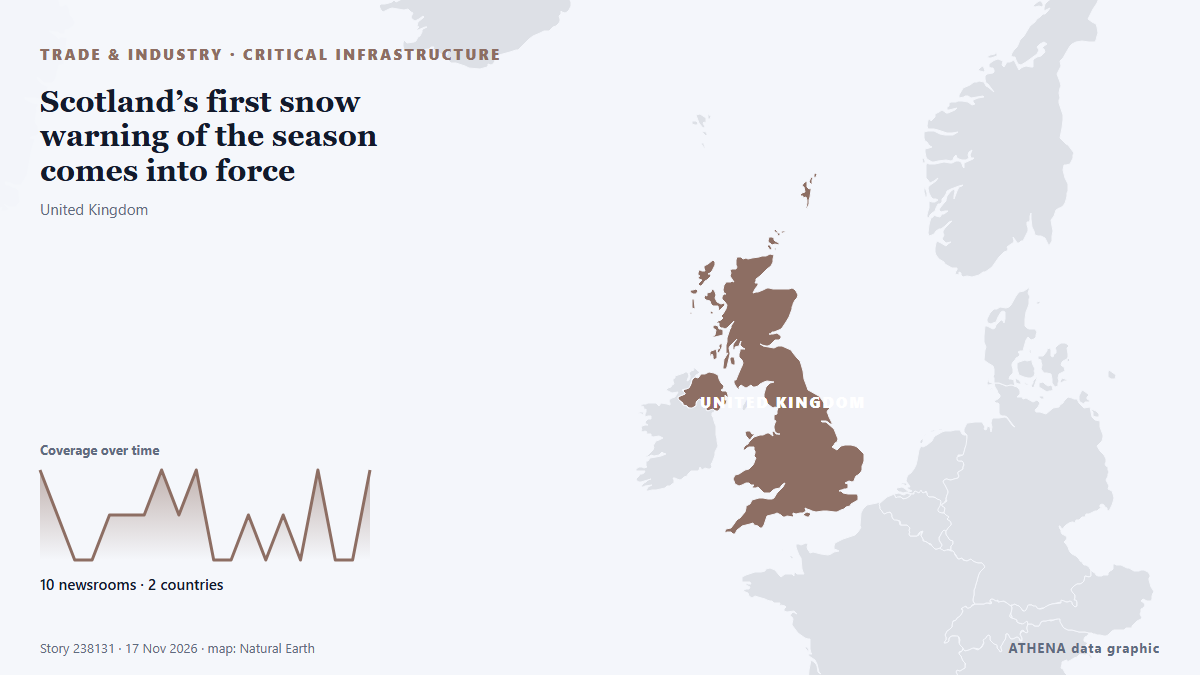 TRADE & INDUSTRY · CRITICAL INFRASTRUCTURE
Scotland’s first snow
warning of the season
comes into force
United Kingdom
UNITED KINGDOM
Coverage over time
10 newsrooms · 2 countries
Story 238131 · 17 Nov 2026 · map: Natural Earth
ATHENA data graphic